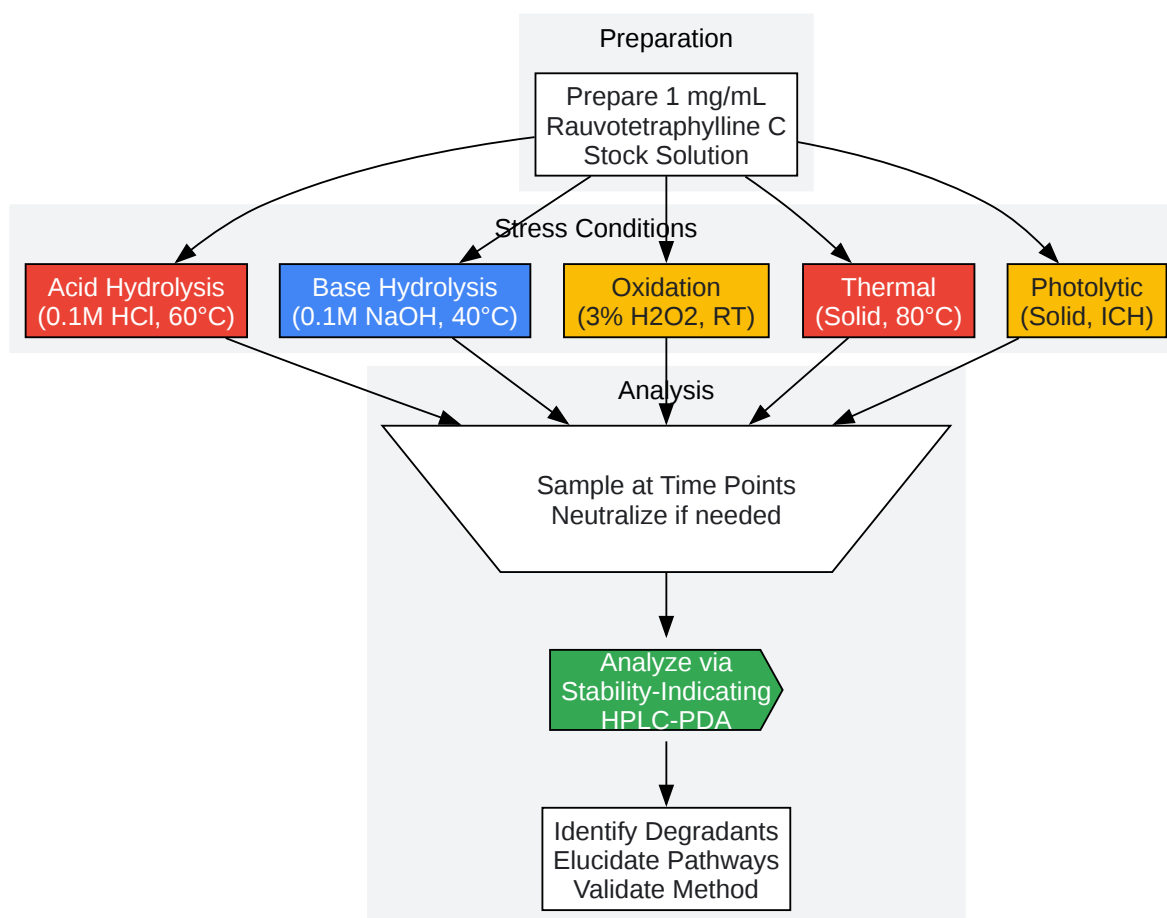 Preparation
Prepare 1 mg/mL
Rauvotetraphylline C
Stock Solution
Stress Conditions
Acid Hydrolysis
(0.1M HCl, 60°C)
Base Hydrolysis
(0.1M NaOH, 40°C)
Oxidation
(3% H2O2, RT)
Thermal
(Solid, 80°C)
Photolytic
(Solid, ICH)
Analysis
Sample at Time Points
Neutralize if needed
Analyze via
Stability-Indicating
HPLC-PDA
Identify Degradants
Elucidate Pathways
Validate Method